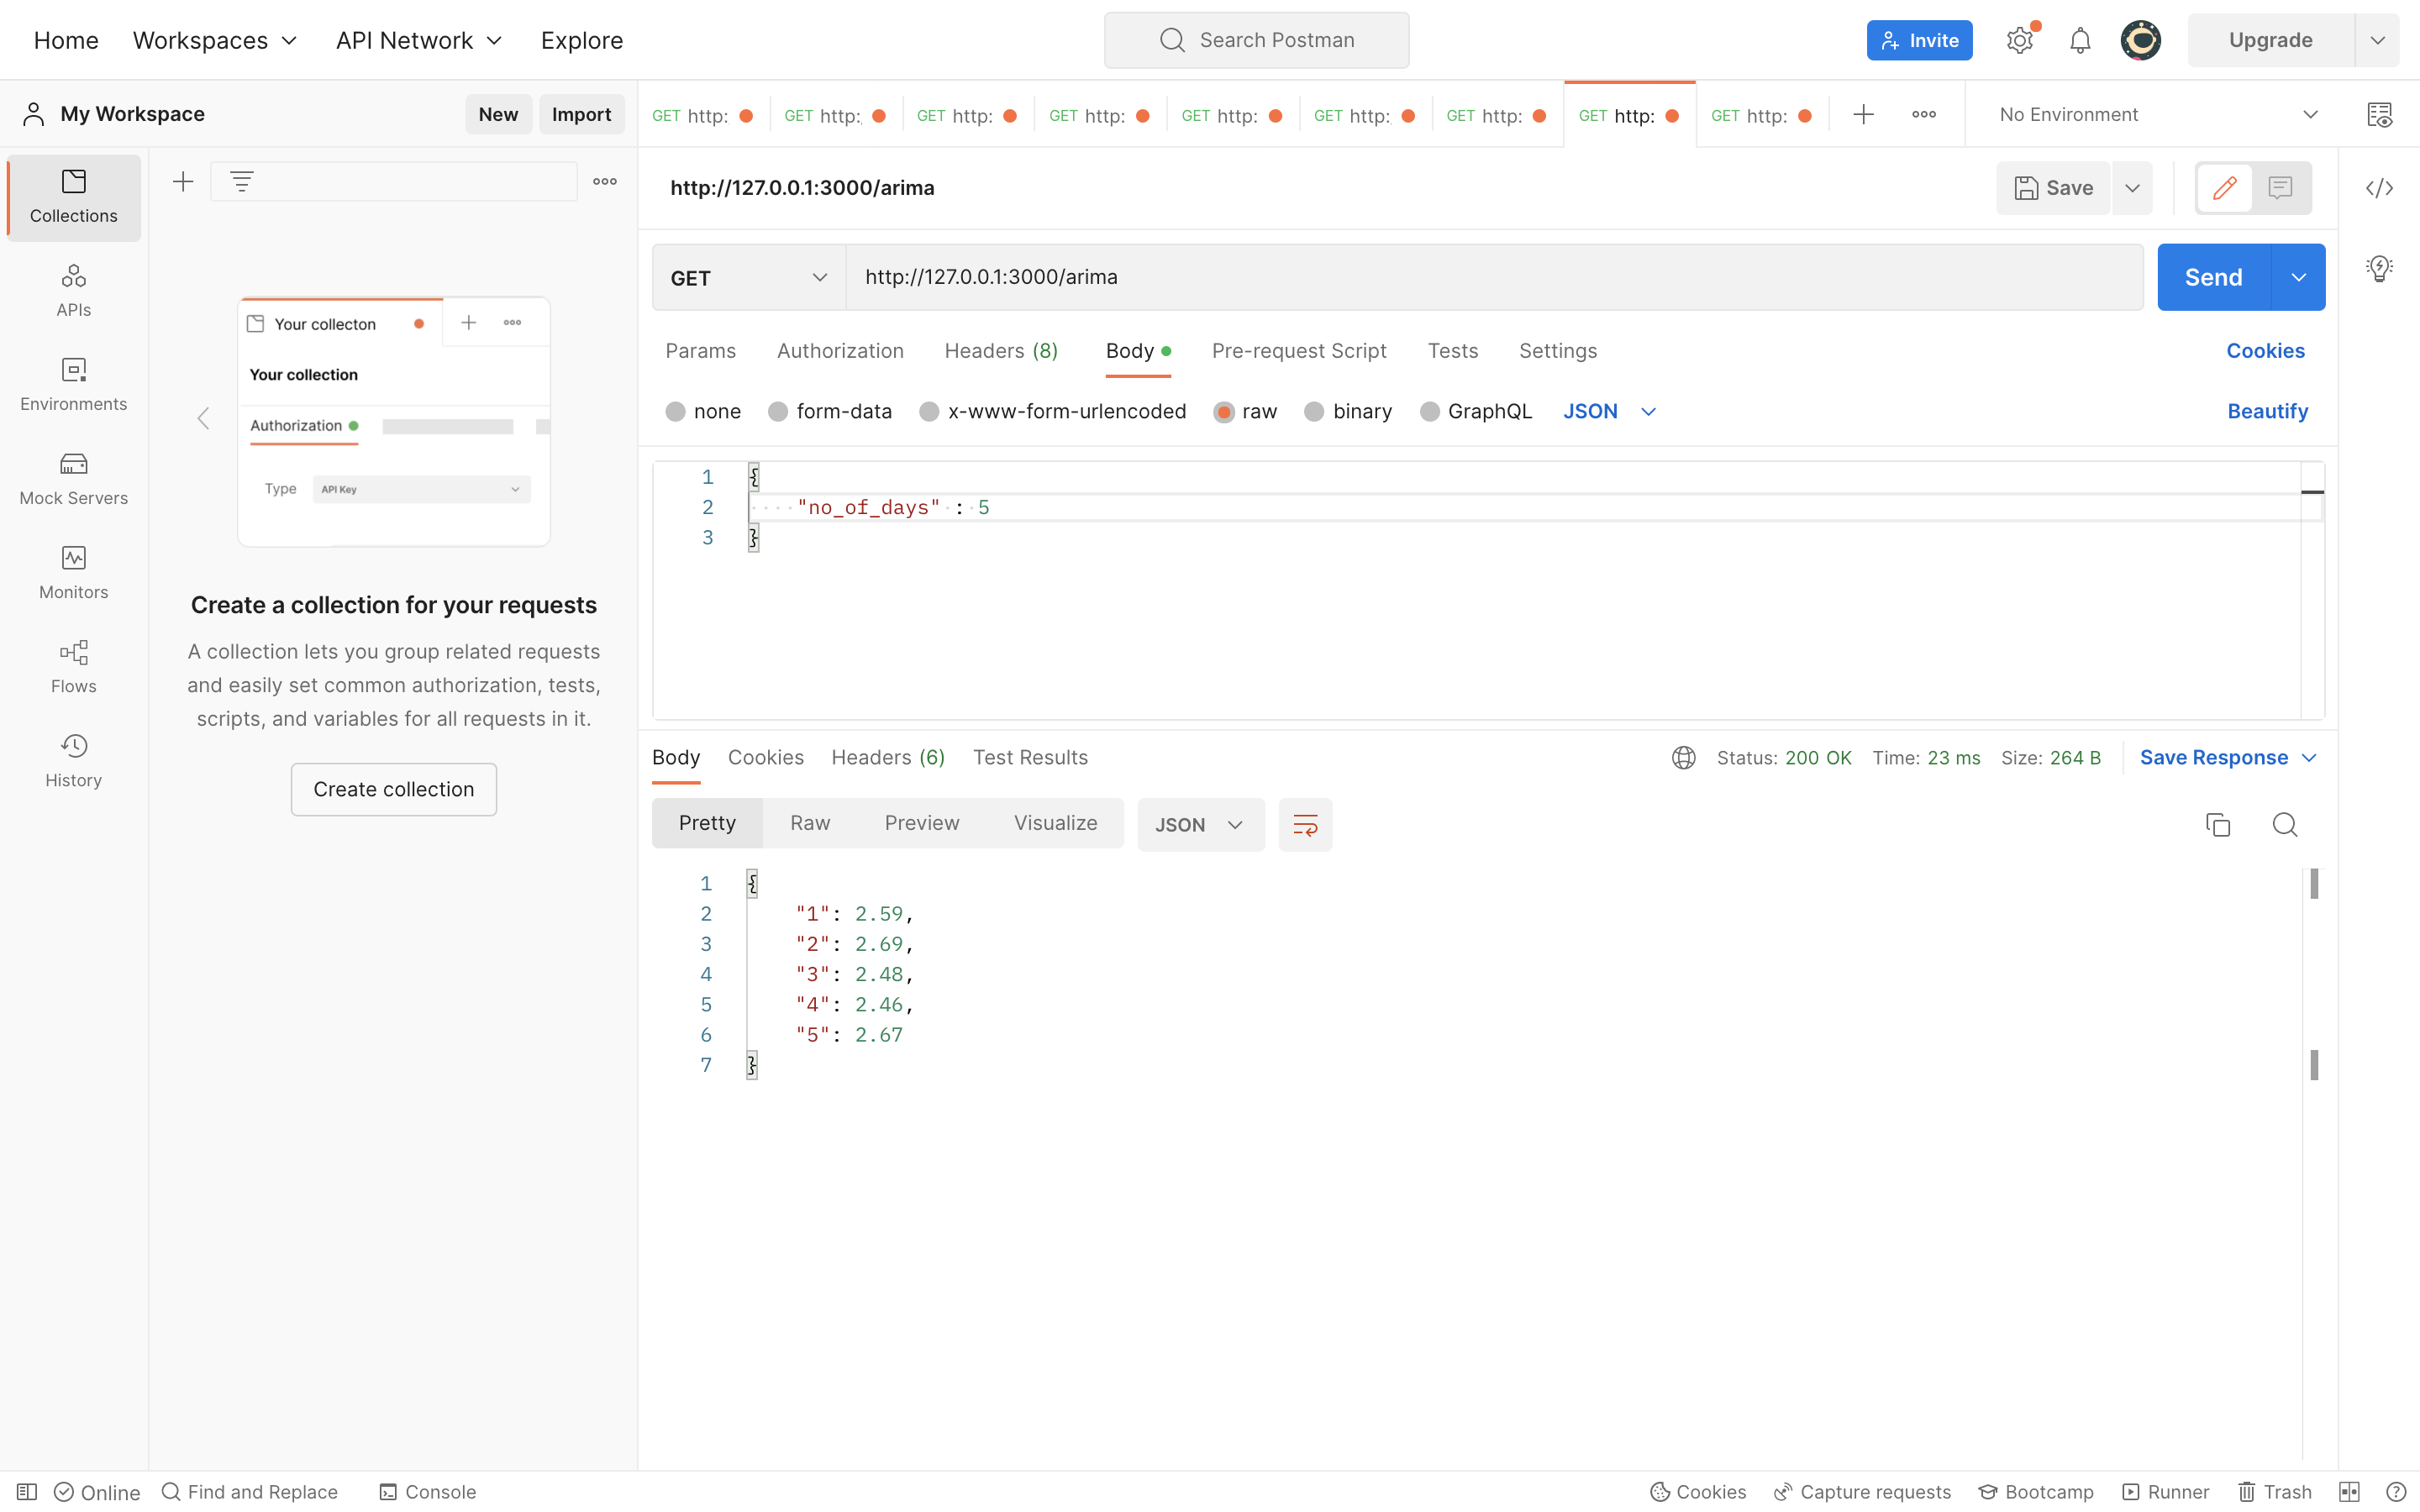 Home Workspaces API Network Explore Search Postman Invite Upgrade
My Workspace New Import GET http: GET http: GET http: GET http: GET http: GET http: GET http: GET http: GET http: No Environment
Collections
APIs
Environments
Mock Servers
Monitors
Flows
History
Your collecton
Your collection
Authorization
Type API Key
Create a collection for your requests
A collection lets you group related requests
and easily set common authorization, tests,
scripts, and variables for all requests in it.
Create collection
http://127.0.0.1:3000/arima Save
GET http://127.0.0.1:3000/arima Send
Params Authorization Headers (8) Body Pre-request Script Tests Settings Cookies
none form-data x-www-form-urlencoded raw binary GraphQL JSON Beautify
1 {
2 "no_of_days" : 5
3 }
Body Cookies Headers (6) Test Results Status: 200 OK Time: 23 ms Size: 264 B Save Response
Pretty Raw Preview Visualize JSON
1 {
2 "1": 2.59,
3 "2": 2.69,
4 "3": 2.48,
5 "4": 2.46,
6 "5": 2.67
7 }
Online Find and Replace Console Cookies Capture requests Bootcamp Runner Trash